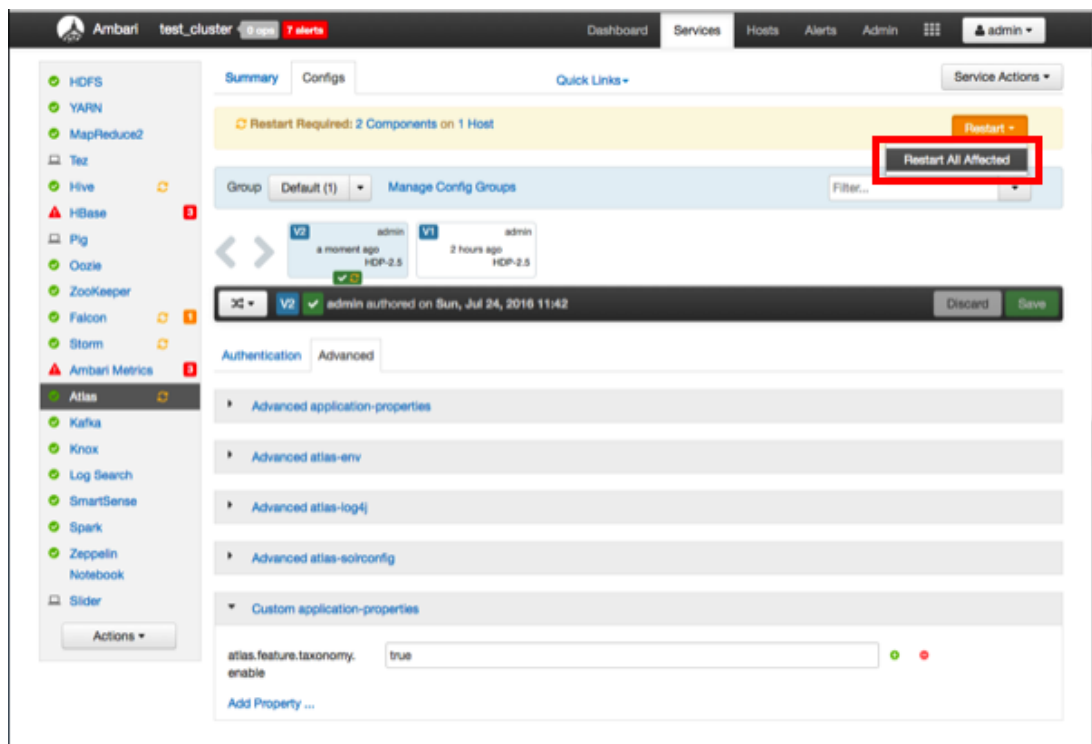 Ambari test_cluster 0 ops 7 alerts Dashboard Services Hosts Alerts Admin admin
HDFS
YARN
MapReduce2
Tez
Hive
HBase 3
Pig
Oozie
ZooKeeper
Falcon 1
Storm
Ambari Metrics 3
Atlas
Kafka
Knox
Log Search
SmartSense
Spark
Zeppelin
Notebook
Slider
Actions
Summary Configs Quick Links Service Actions
Restart Required: 2 Components on 1 Host Restart
Restart All Affected
Group Default (1) Manage Config Groups Filter...
V2 admin
a moment ago
HDP-2.5
V1 admin
2 hours ago
HDP-2.5
V2 admin authored on Sun, Jul 24, 2016 11:42 Discard Save
Authentication Advanced
Advanced application-properties
Advanced atlas-env
Advanced atlas-log4j
Advanced atlas-solrconfig
Custom application-properties
atlas.feature.taxonomy. true
enable
Add Property ...